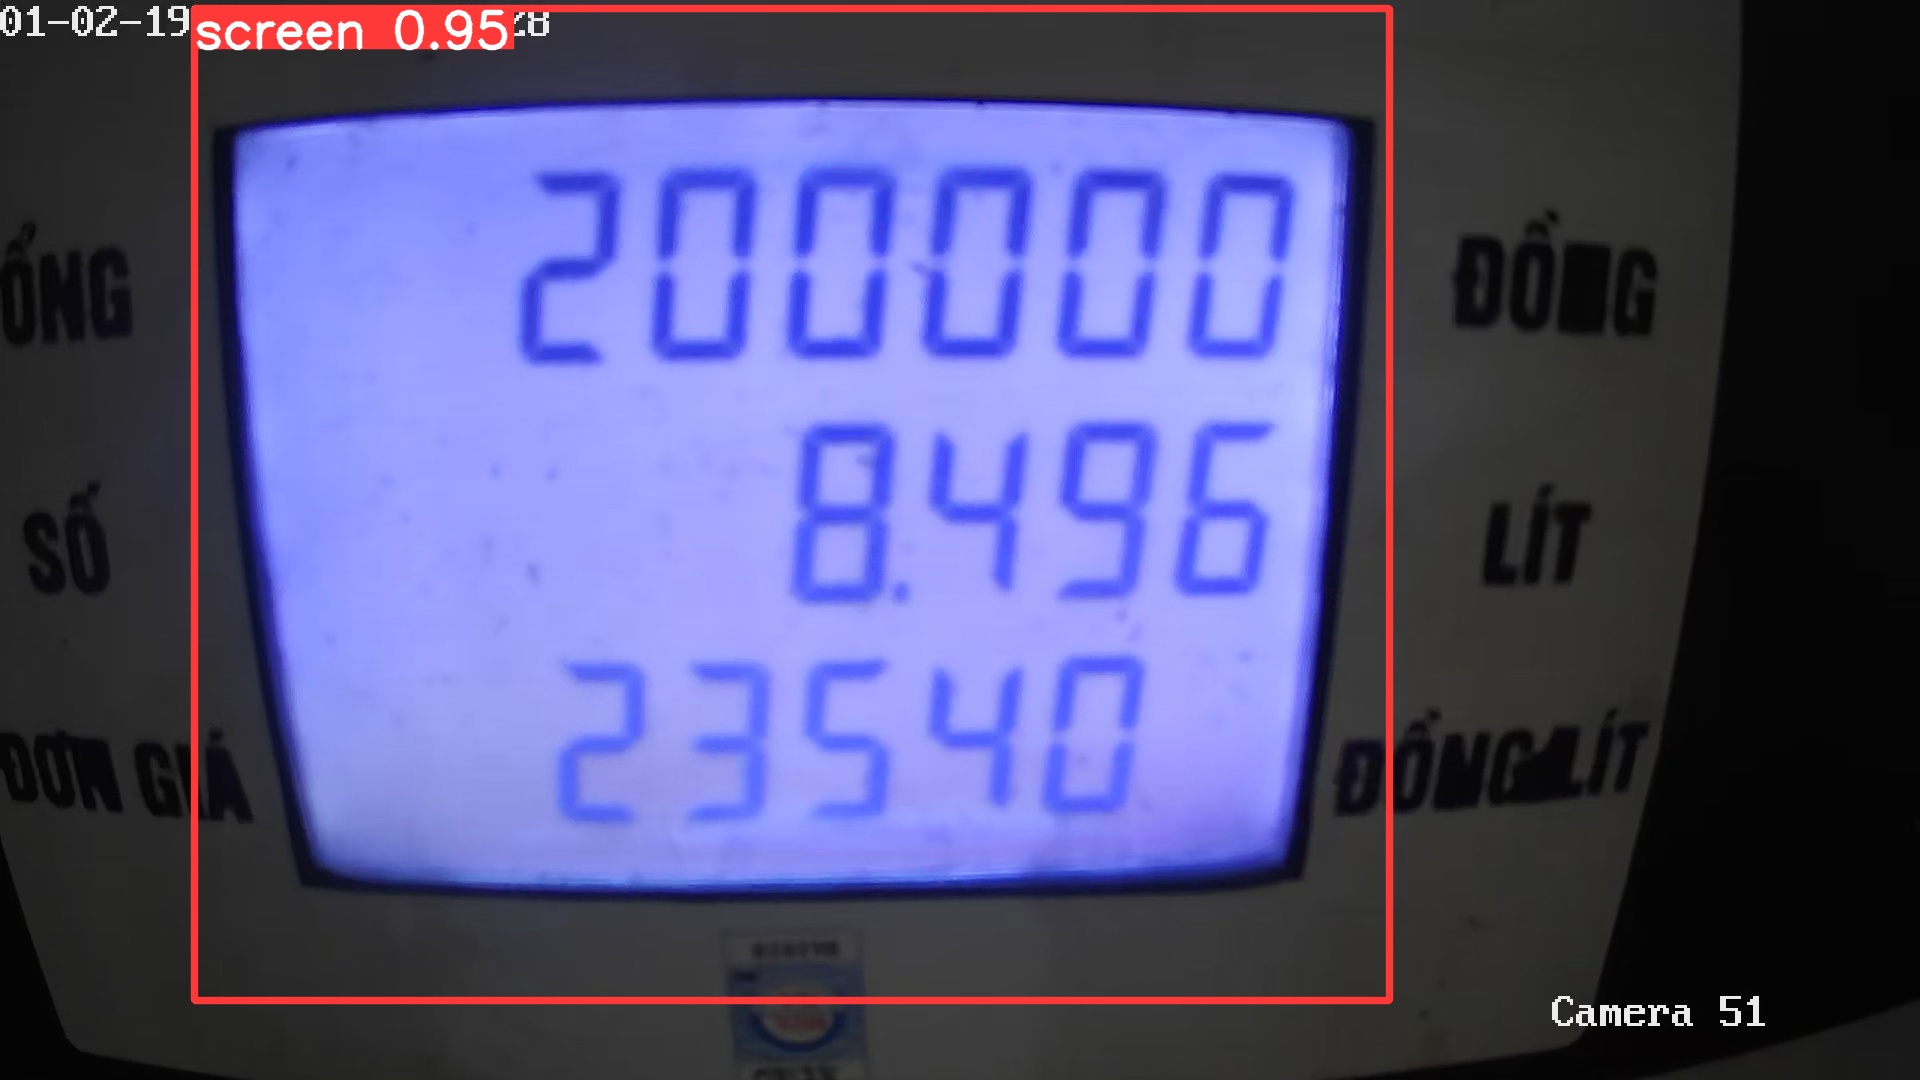 01-02-19
screen 0.95
28
200000
ĐỒNG
8.496
SỐ
LÍT
23540
ĐƠN GIÁ
ĐỒNG/LÍT
Camera 51